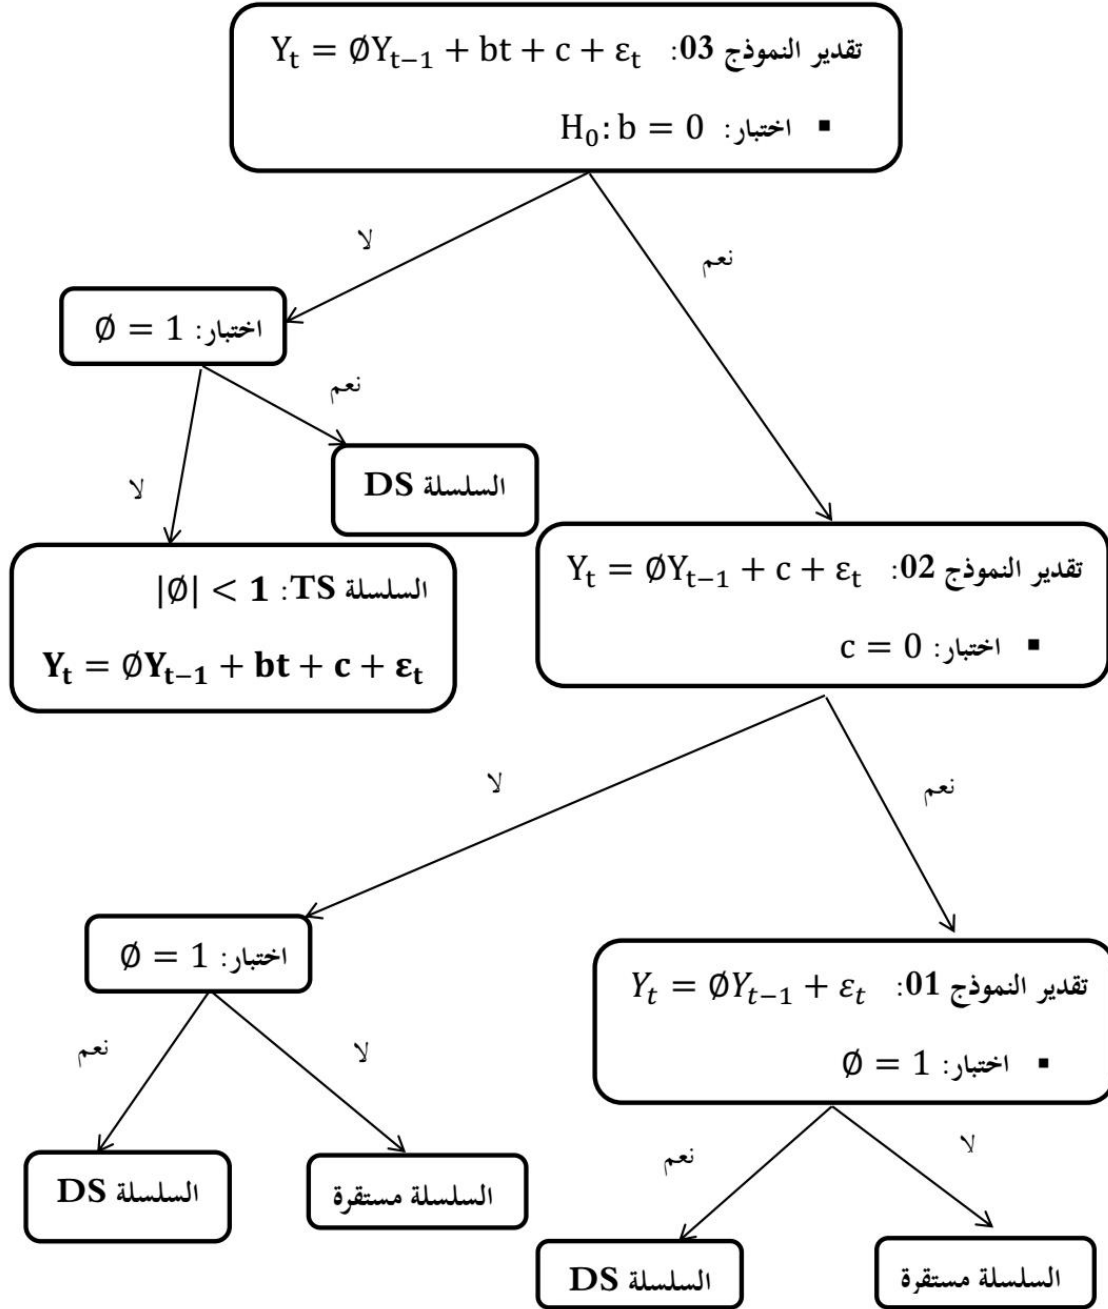 تقدير النموذج 03: Yₜ = ∅Yₜ₋₁ + bt + c + εₜ
▪ اختبار: H₀: b = 0
لا
نعم
اختبار: ∅ = 1
نعم
لا
السلسلة DS
السلسلة TS: |∅| < 1
Yₜ = ∅Yₜ₋₁ + bt + c + εₜ
تقدير النموذج 02: Yₜ = ∅Yₜ₋₁ + c + εₜ
▪ اختبار: c = 0
لا
نعم
اختبار: ∅ = 1
تقدير النموذج 01: Yₜ = ∅Yₜ₋₁ + εₜ
▪ اختبار: ∅ = 1
نعم
لا
نعم
لا
السلسلة DS
السلسلة مستقرة
السلسلة DS
السلسلة مستقرة